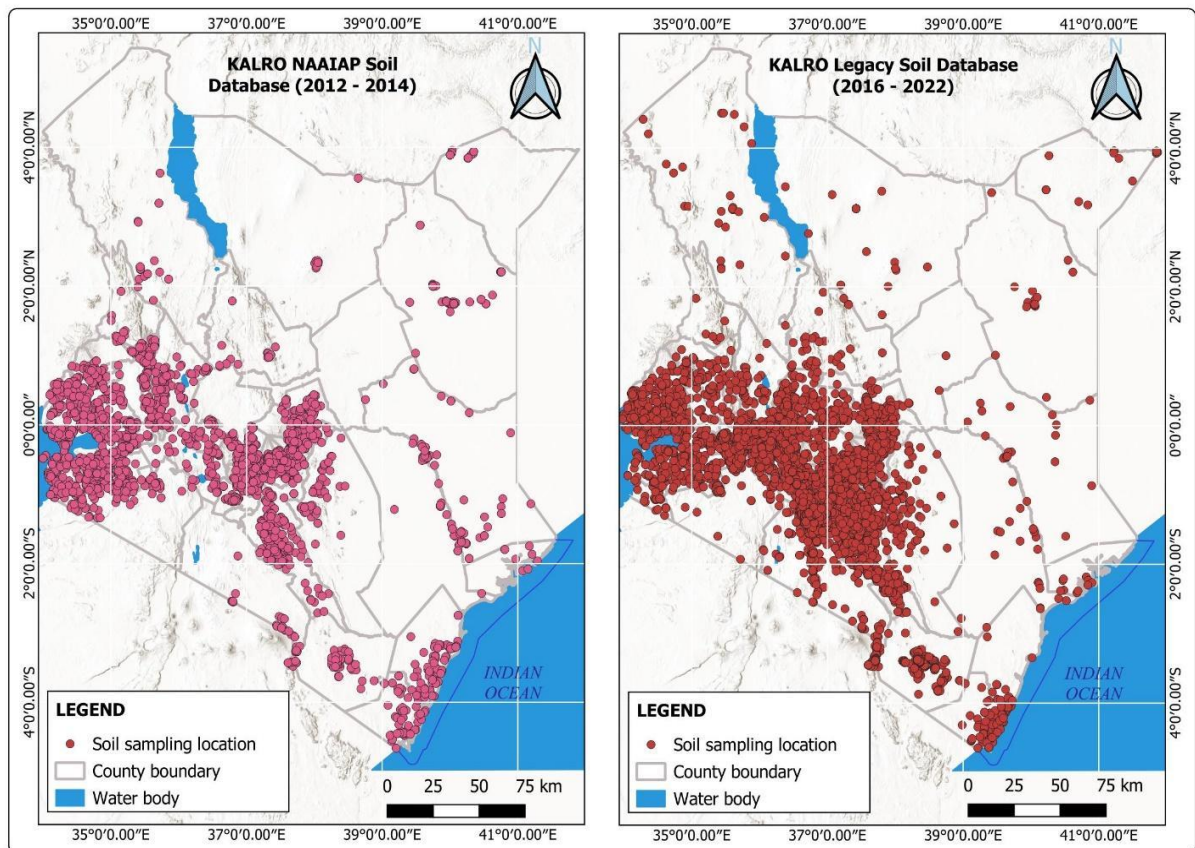 35°0′0.00″E 37°0′0.00″E 39°0′0.00″E 41°0′0.00″E
KALRO NAAIAP Soil
Database (2012 - 2014)
N
4°0′0.00″N
2°0′0.00″N
0°0′0.00″
2°0′0.00″S
4°0′0.00″S
INDIAN
OCEAN
LEGEND
Soil sampling location
County boundary
Water body
0 25 50 75 km
35°0′0.00″E 37°0′0.00″E 39°0′0.00″E 41°0′0.00″E
35°0′0.00″E 37°0′0.00″E 39°0′0.00″E 41°0′0.00″E
KALRO Legacy Soil Database
(2016 - 2022)
N
4°0′0.00″N
2°0′0.00″N
0°0′0.00″
2°0′0.00″S
4°0′0.00″S
INDIAN
OCEAN
LEGEND
Soil sampling location
County boundary
Water body
0 25 50 75 km
35°0′0.00″E 37°0′0.00″E 39°0′0.00″E 41°0′0.00″E